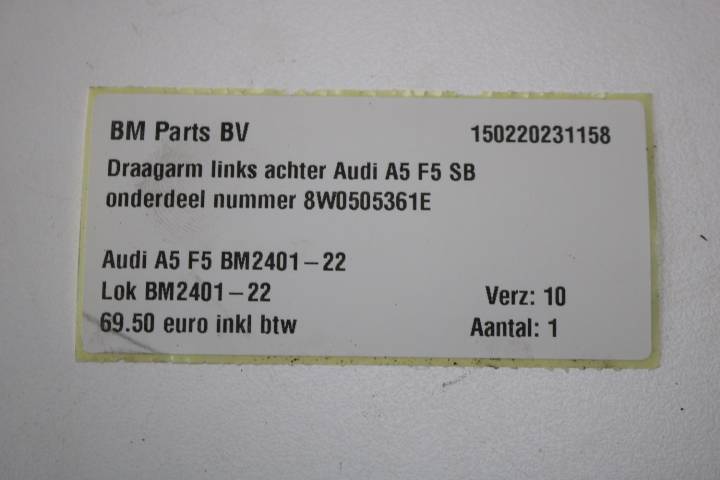 BM Parts BV 150220231158
Draagarm links achter Audi A5 F5 SB
onderdeel nummer 8W0505361E
Audi A5 F5 BM2401-22
Lok BM2401-22 Verz: 10
69.50 euro inkl btw Aantal: 1